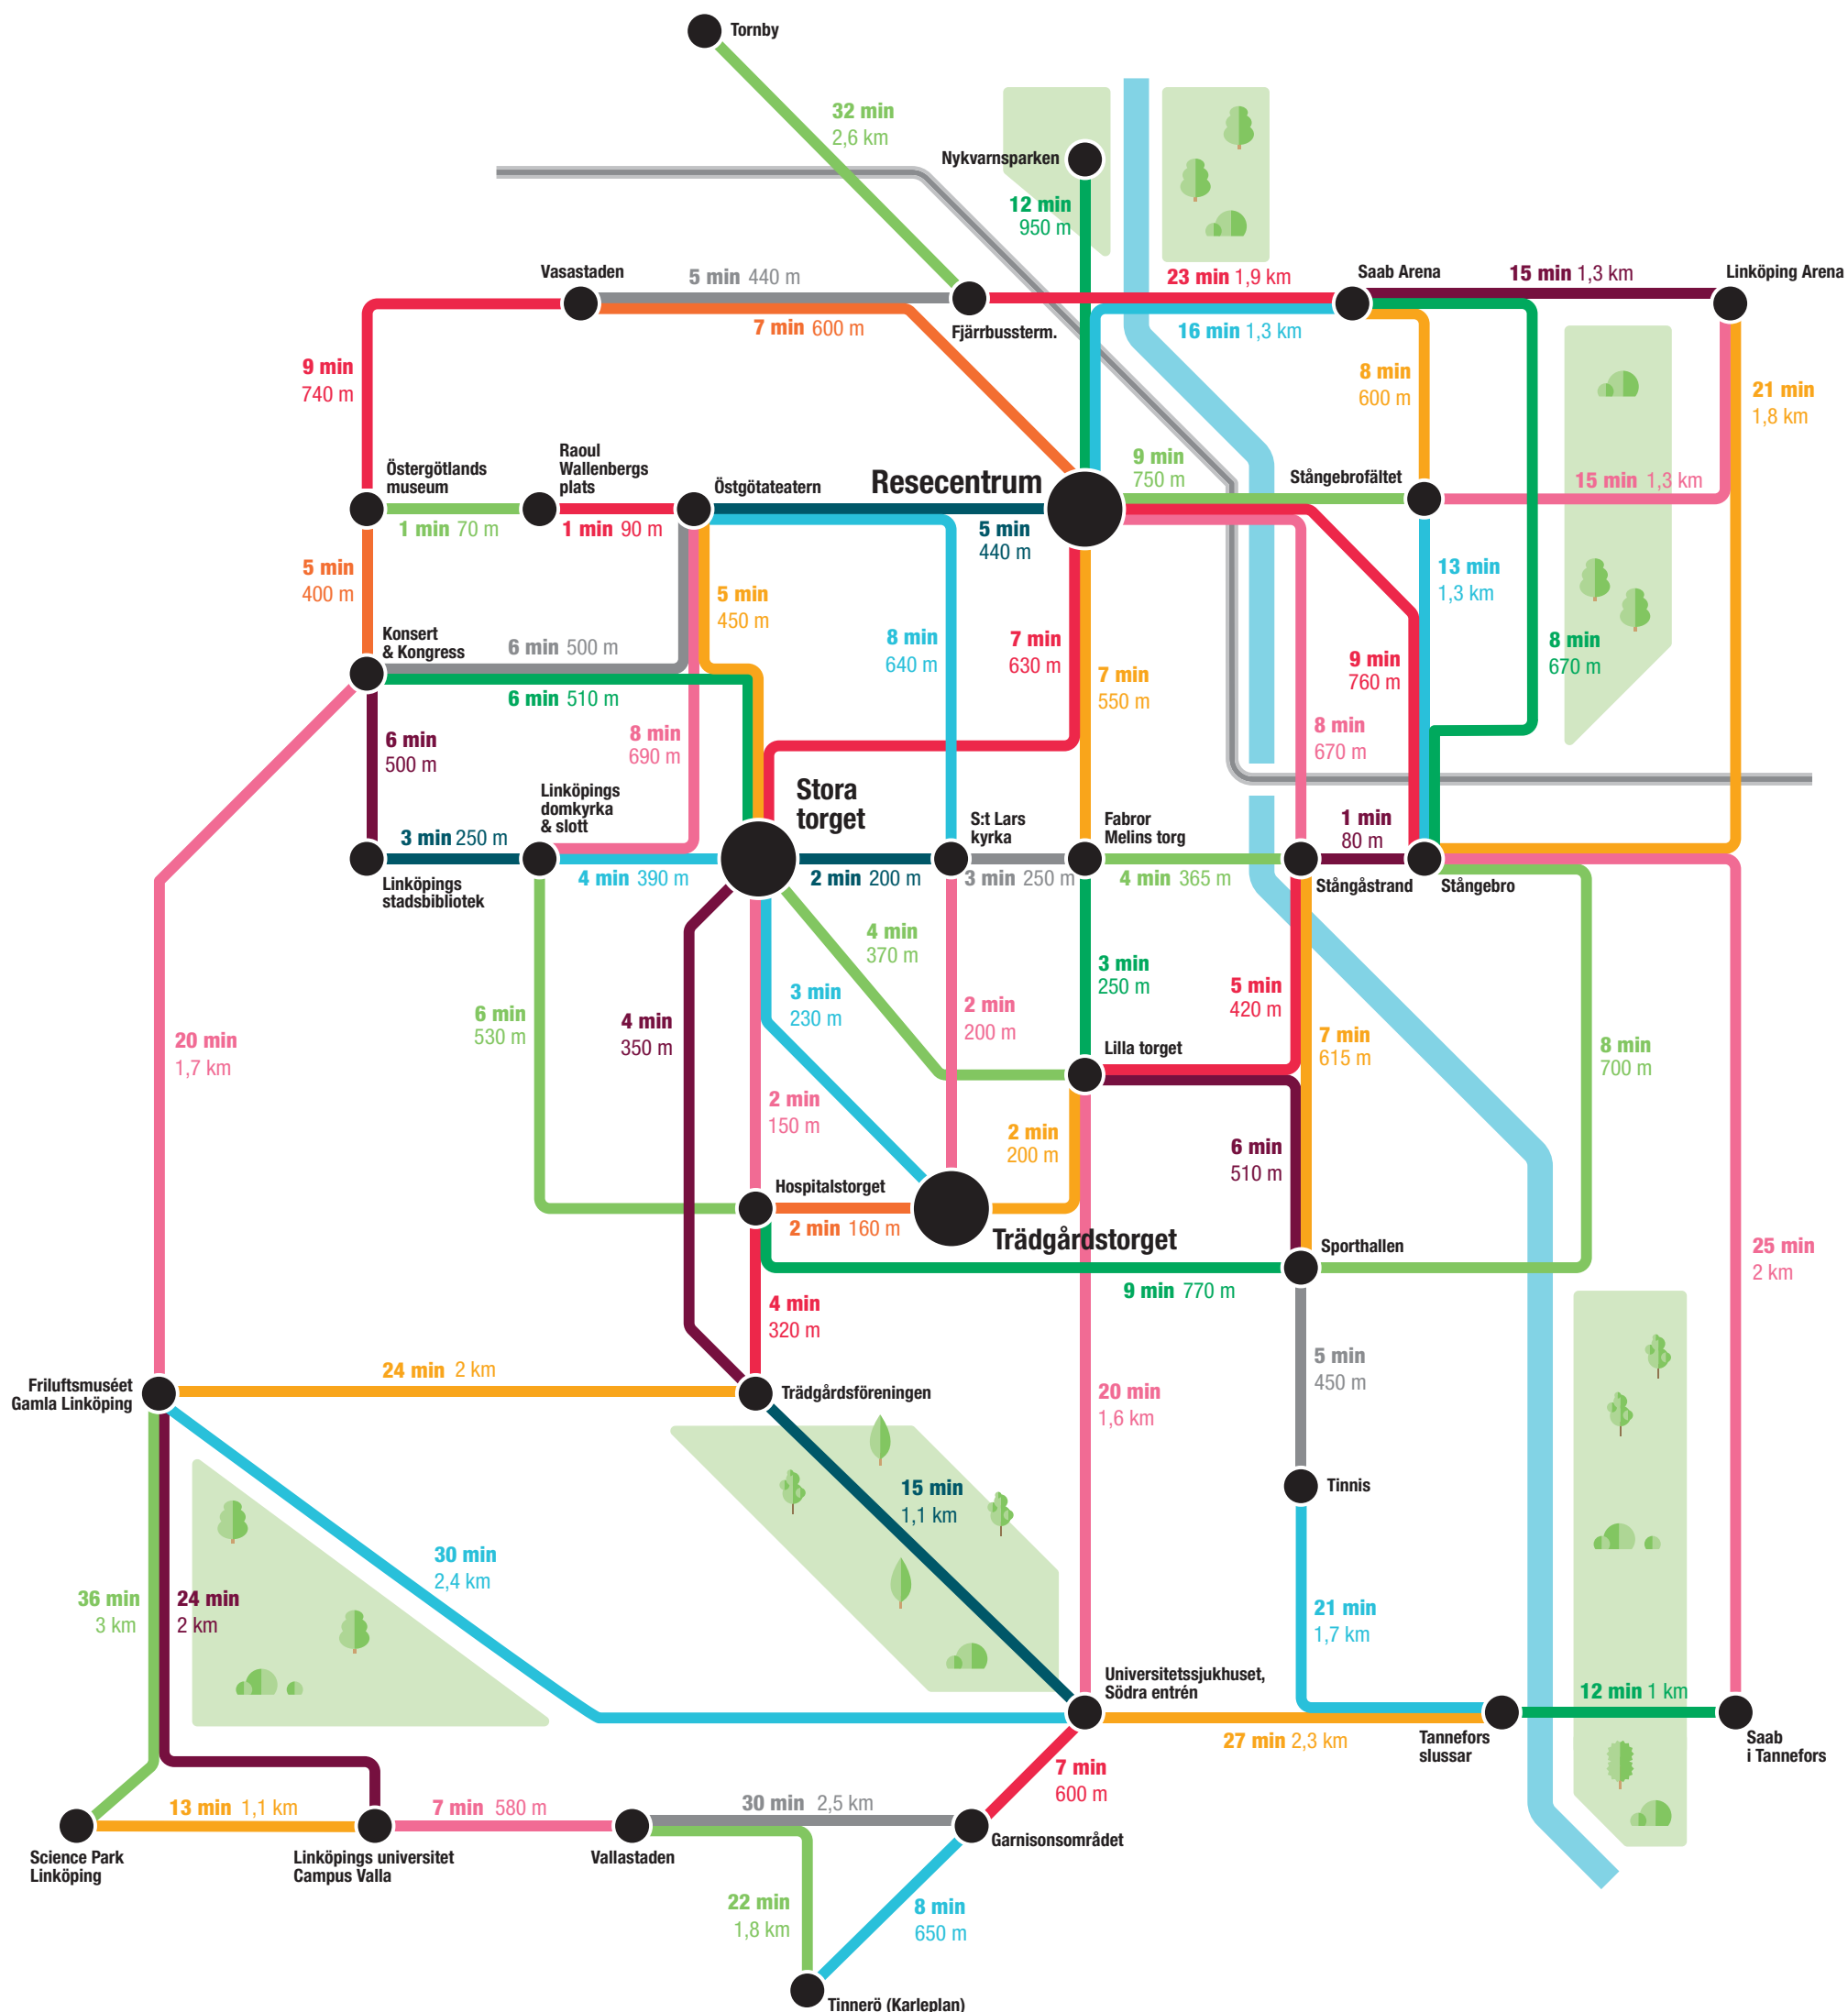 Tornby
32 min
2,6 km
Nykvarnsparken
12 min
950 m
Vasastaden
5 min 440 m
23 min 1,9 km
Saab Arena
15 min 1,3 km
Linköping Arena
7 min 600 m
Fjärrbussterm.
16 min 1,3 km
9 min
740 m
8 min
600 m
21 min
1,8 km
Östergötlands
museum
Raoul
Wallenbergs
plats
Östgötateatern
Resecentrum
9 min
750 m
Stångebrofältet
15 min 1,3 km
1 min 70 m
1 min 90 m
5 min
440 m
5 min
400 m
5 min
450 m
13 min
1,3 km
Konsert
& Kongress
6 min 500 m
8 min
640 m
7 min
630 m
7 min
550 m
9 min
760 m
8 min
670 m
6 min 510 m
6 min
500 m
8 min
690 m
8 min
670 m
Linköpings
domkyrka
& slott
Stora
torget
S:t Lars
kyrka
Fabror
Melins torg
1 min
80 m
3 min 250 m
4 min 390 m
2 min 200 m
3 min 250 m
4 min 365 m
Linköpings
stadsbibliotek
Stångåstrand
Stångebro
4 min
370 m
3 min
250 m
5 min
420 m
6 min
530 m
4 min
350 m
3 min
230 m
2 min
200 m
7 min
615 m
20 min
1,7 km
Lilla torget
8 min
700 m
2 min
150 m
2 min
200 m
6 min
510 m
Hospitalstorget
2 min 160 m
Trädgårdstorget
Sporthallen
25 min
2 km
9 min 770 m
4 min
320 m
5 min
450 m
24 min 2 km
Friluftsmuséet
Gamla Linköping
Trädgårdsföreningen
20 min
1,6 km
15 min
1,1 km
Tinnis
30 min
2,4 km
36 min
3 km
24 min
2 km
21 min
1,7 km
Universitetssjukhuset,
Södra entrén
12 min 1 km
27 min 2,3 km
Tannefors
slussar
Saab
i Tannefors
7 min
600 m
13 min 1,1 km
7 min 580 m
30 min 2,5 km
Science Park
Linköping
Linköpings universitet
Campus Valla
Vallastaden
Garnisonsområdet
22 min
1,8 km
8 min
650 m
Tinnerö (Karleplan)